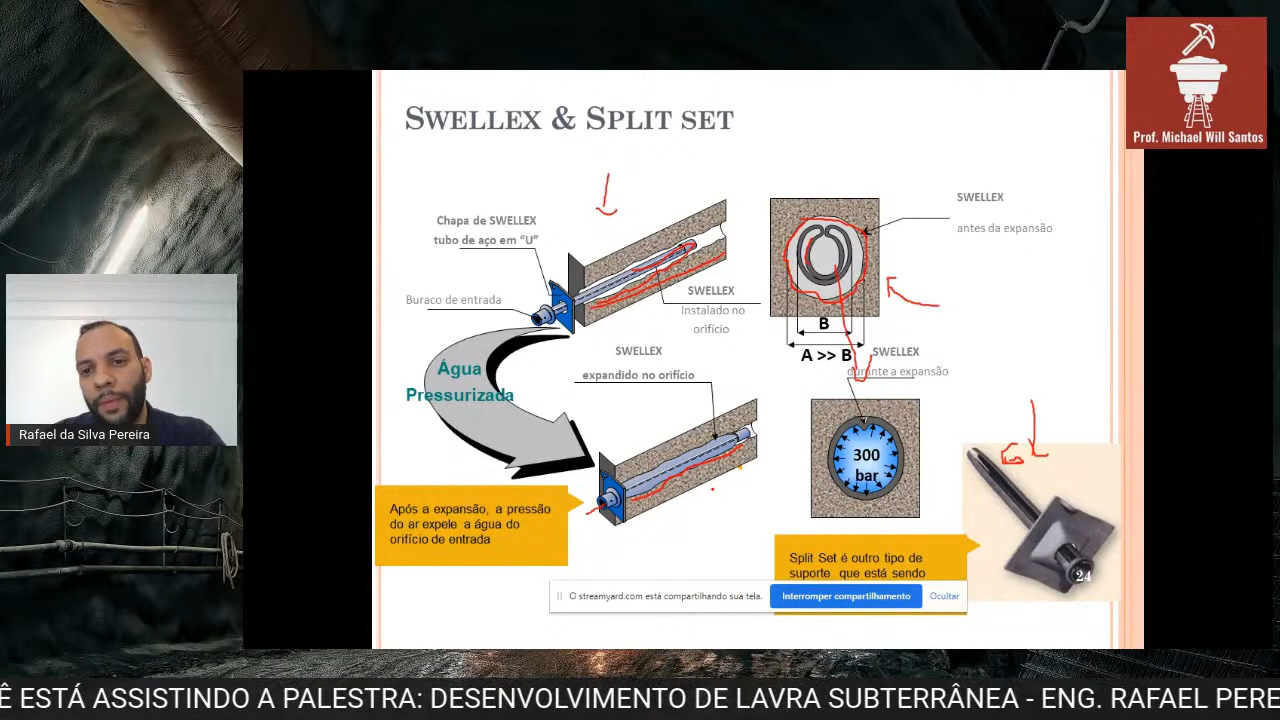 Prof. Michael Will Santos
SWELLEX & SPLIT SET
Chapa de SWELLEX
tubo de aço em “U”
Buraco de entrada
SWELLEX
Instalado no
orifício
SWELLEX
antes da expansão
B
A >> B
SWELLEX
durante a expansão
Água
Pressurizada
SWELLEX
expandido no orifício
300
bar
Após a expansão, a pressão
do ar expele a água do
orifício de entrada
Split Set é outro tipo de
suporte que está sendo
24
O streamyard.com está compartilhando sua tela.
Interromper compartilhamento
Ocultar
Rafael da Silva Pereira
Ê ESTÁ ASSISTINDO A PALESTRA: DESENVOLVIMENTO DE LAVRA SUBTERRÂNEA - ENG. RAFAEL PERE